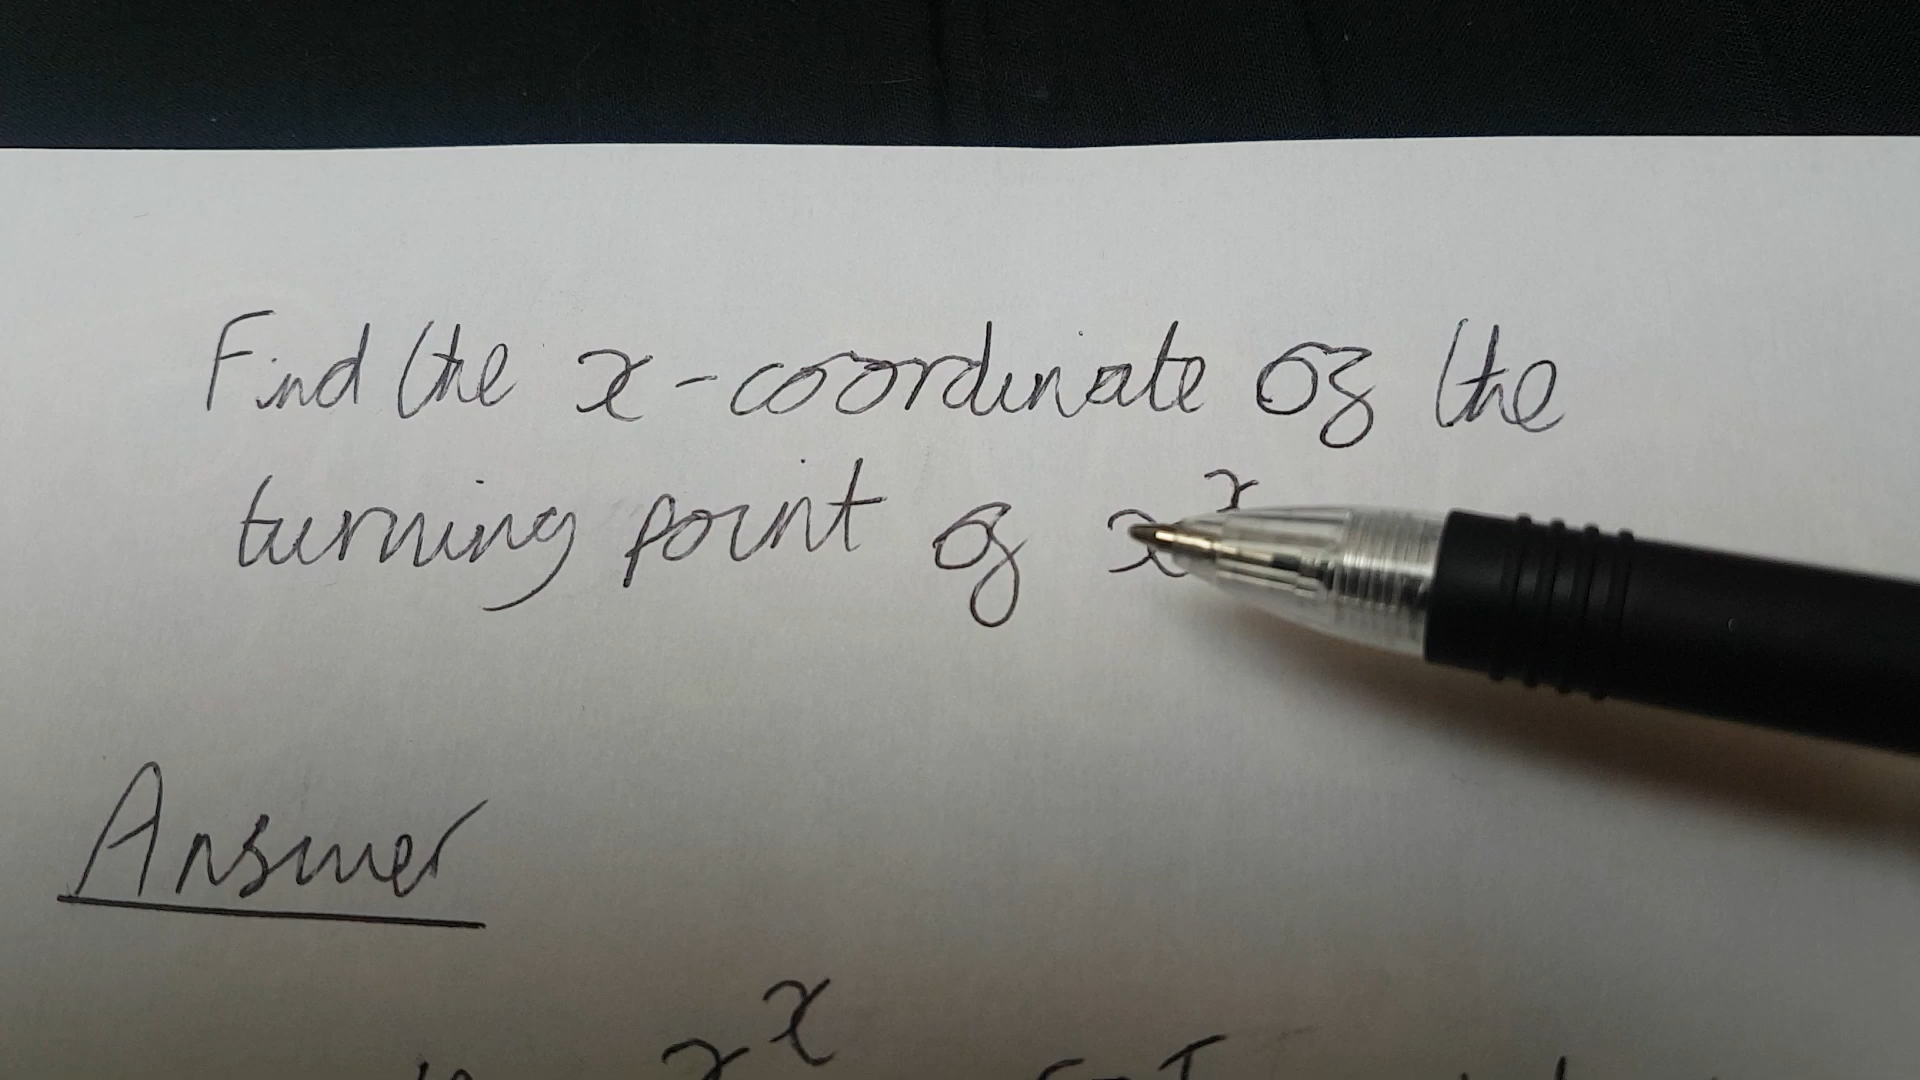 Find the x-coordinate of the
turning point of x^x
Answer
x^x